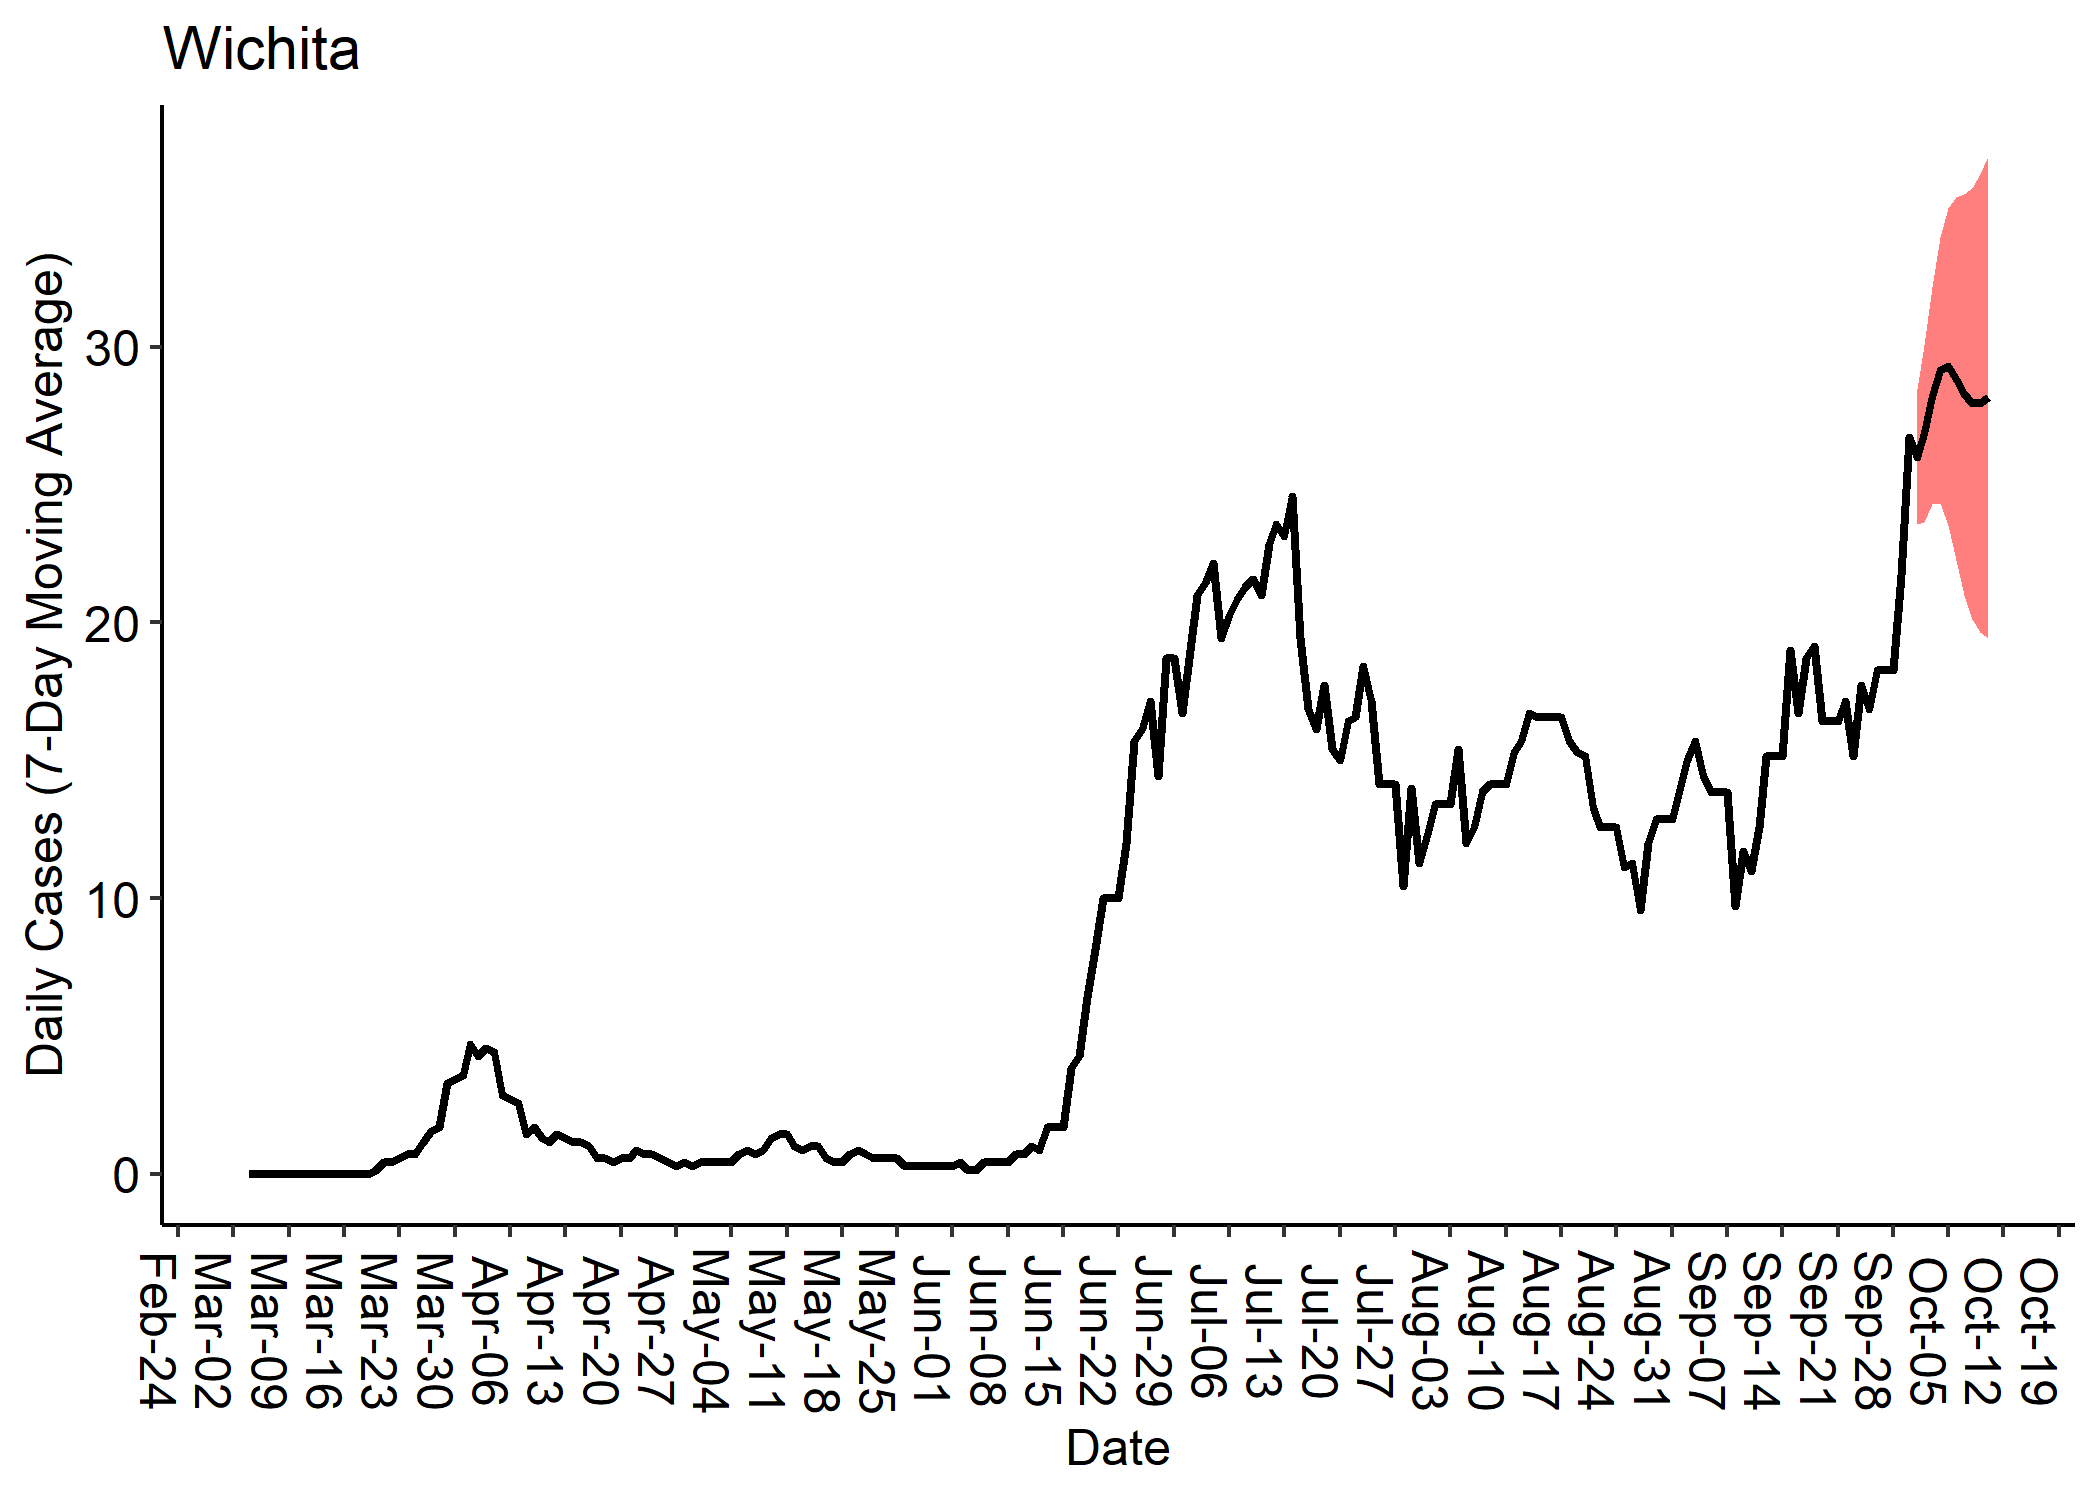 Wichita
Daily Cases (7-Day Moving Average)
30
20
10
0
Feb-24
Mar-02
Mar-09
Mar-16
Mar-23
Mar-30
Apr-06
Apr-13
Apr-20
Apr-27
May-04
May-11
May-18
May-25
Jun-01
Jun-08
Jun-15
Jun-22
Jun-29
Jul-06
Jul-13
Jul-20
Jul-27
Aug-03
Aug-10
Aug-17
Aug-24
Aug-31
Sep-07
Sep-14
Sep-21
Sep-28
Oct-05
Oct-12
Oct-19
Date